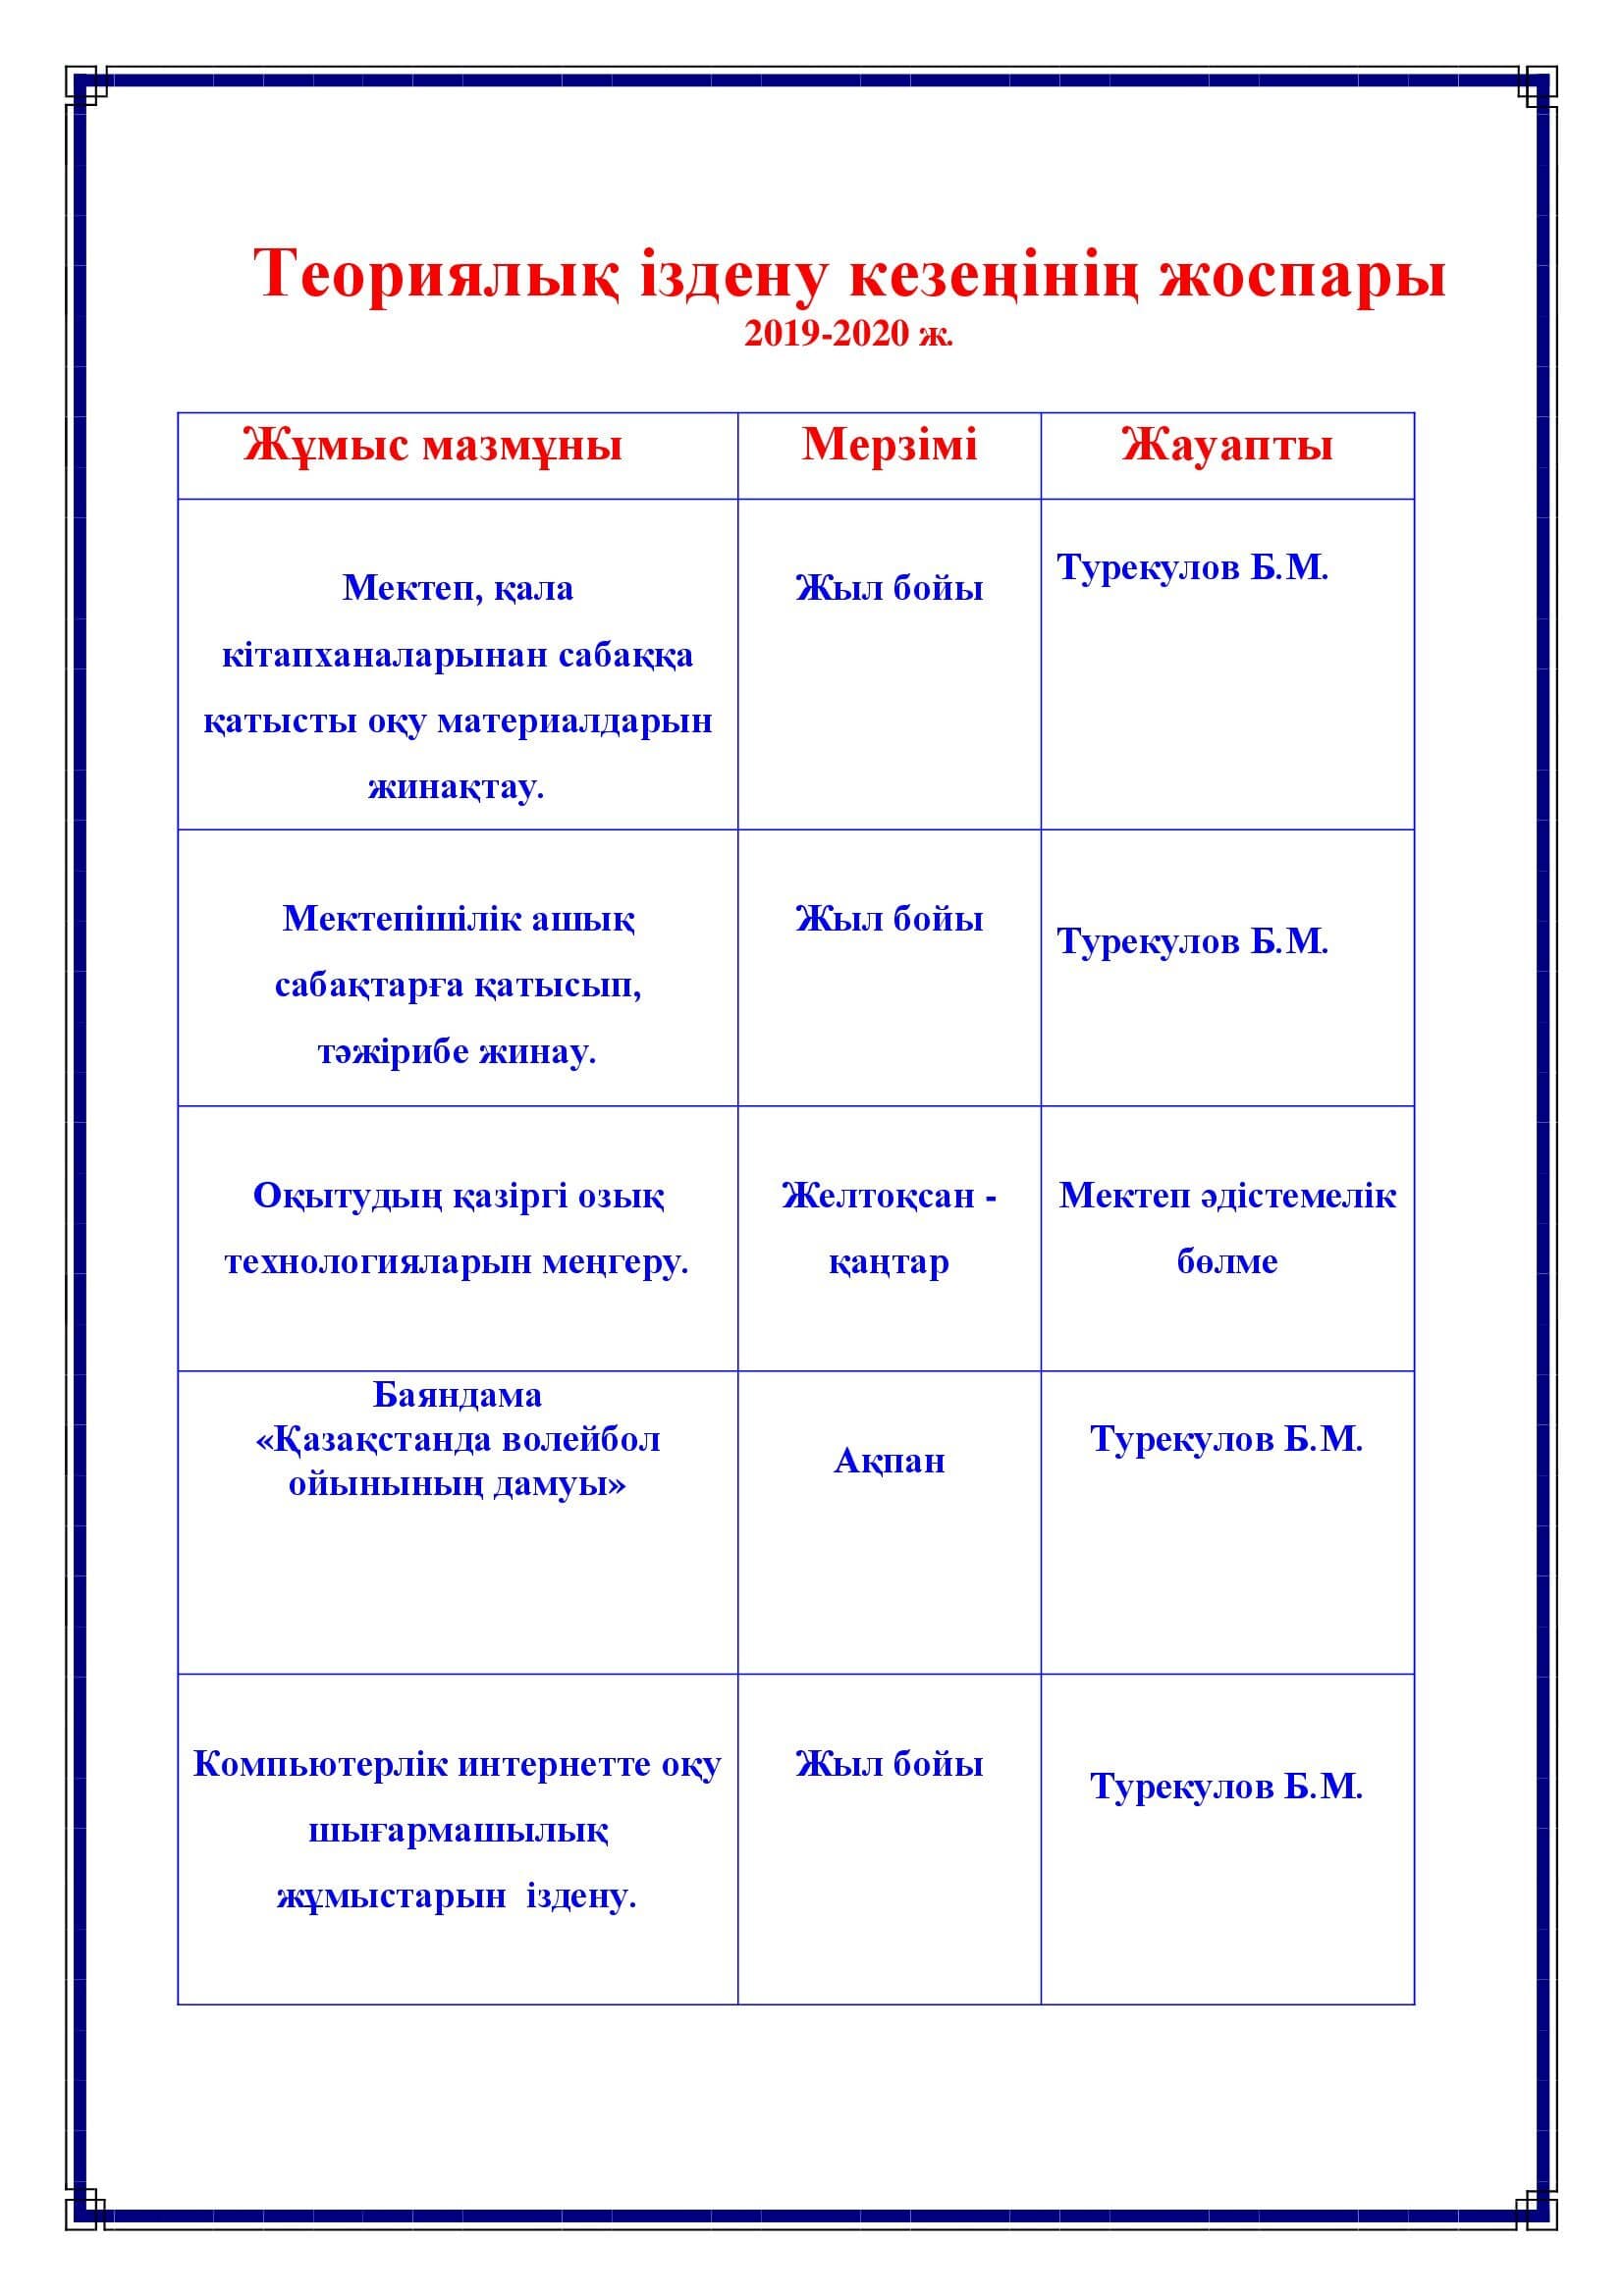 Теориялық іздену кезеңінің жоспары
2019-2020 ж.
Жұмыс мазмұны
Мерзімі
Жауапты
Мектеп, қала
кітапханаларынан сабаққа
қатысты оқу материалдарын
жинақтау.
Жыл бойы
Турекулов Б.М.
Мектепішілік ашық
сабақтарға қатысып,
тәжірибе жинау.
Жыл бойы
Турекулов Б.М.
Оқытудың қазіргі озық
технологияларын меңгеру.
Желтоқсан -
қаңтар
Мектеп әдістемелік
бөлме
Баяндама
«Қазақстанда волейбол
ойынының дамуы»
Ақпан
Турекулов Б.М.
Компьютерлік интернетте оқу
шығармашылық
жұмыстарын  іздену.
Жыл бойы
Турекулов Б.М.